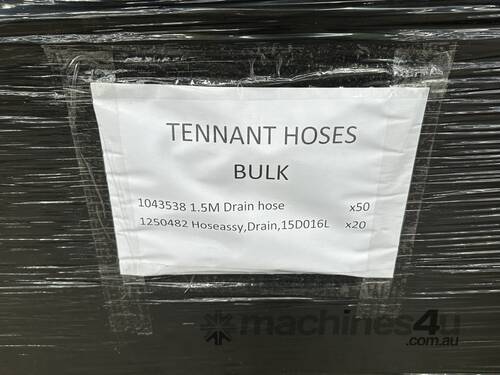 TENNANT HOSES
BULK
1043538 1.5M Drain hose x50
1250482 Hoseassy,Drain,15D016L x20
machines4u
.com.au